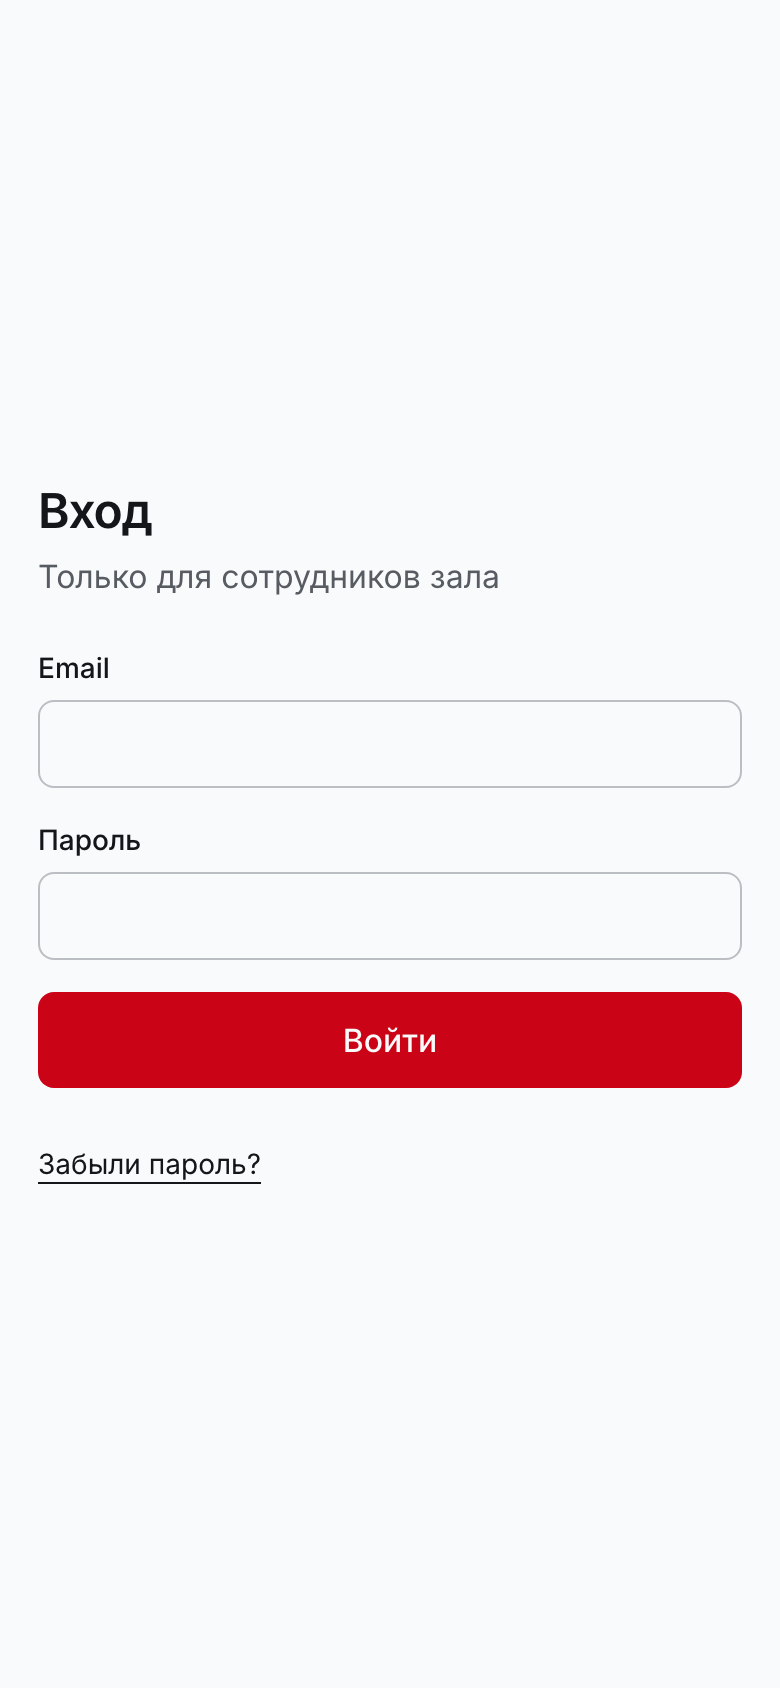 Вход
Только для сотрудников зала
Email
Пароль
Войти
Забыли пароль?